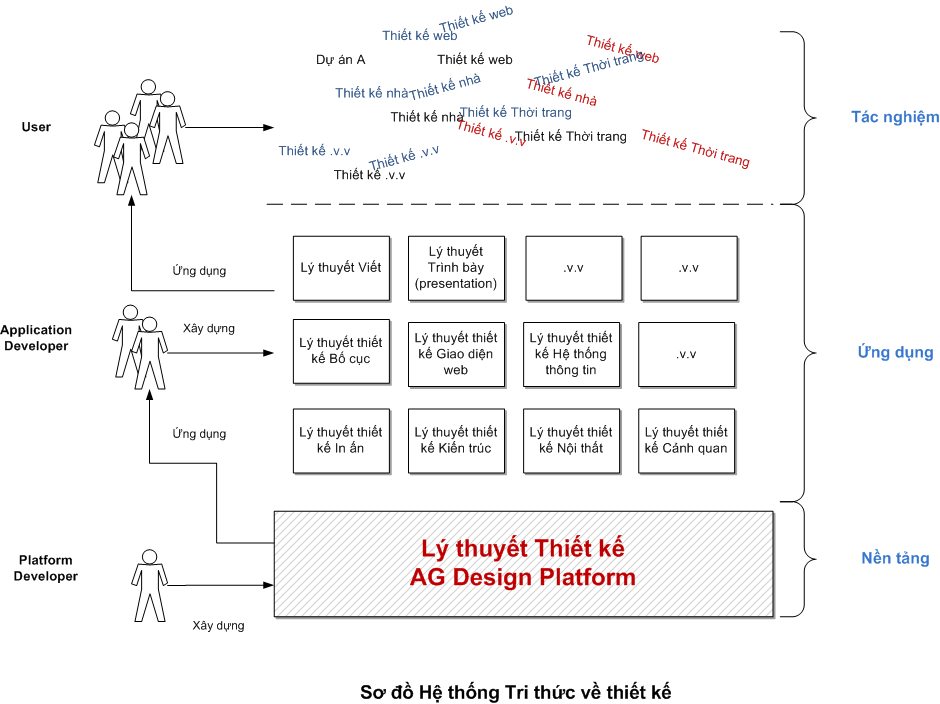 Thiết kế web
Thiết kế web
Dự án A
Thiết kế web
Thiết kế web
Thiết kế nhà
Thiết kế nhà
Thiết kế Thời trang
Thiết kế nhà
Thiết kế nhà
Thiết kế Thời trang
Thiết kế .v.v
Thiết kế Thời trang
Thiết kế Thời trang
Thiết kế .v.v
Thiết kế .v.v
Thiết kế .v.v
User
Tác nghiệm
Ứng dụng
Lý thuyết Viết
Lý thuyết
Trình bày
(presentation)
.v.v
.v.v
Application
Developer
Xây dựng
Lý thuyết thiết
kế Bố cục
Lý thuyết thiết
kế Giao diện
web
Lý thuyết thiết
kế Hệ thống
thông tin
.v.v
Ứng dụng
Ứng dụng
Lý thuyết thiết
kế In ấn
Lý thuyết thiết
kế Kiến trúc
Lý thuyết thiết
kế Nội thất
Lý thuyết thiết
kế Cảnh quan
Platform
Developer
Xây dựng
Lý thuyết Thiết kế
AG Design Platform
Nền tảng
Sơ đồ Hệ thống Tri thức về thiết kế